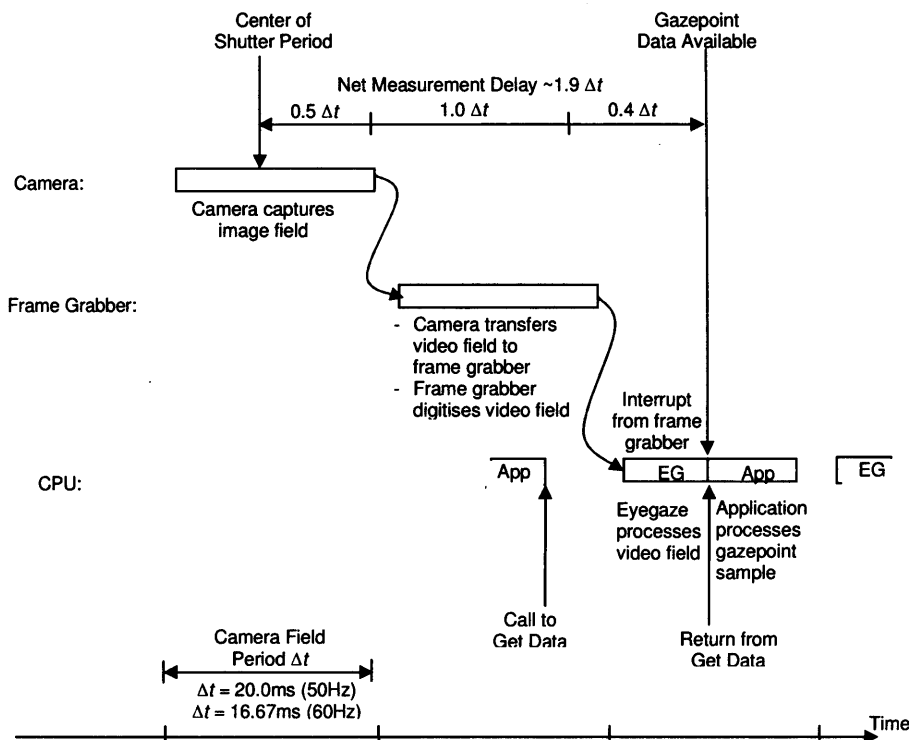 Center of
Shutter Period
Gazepoint
Data Available
Net Measurement Delay ~1.9 Δt
0.5 Δt
1.0 Δt
0.4 Δt
Camera:
Camera captures
image field
Frame Grabber:
- Camera transfers
video field to
frame grabber
- Frame grabber
digitises video field
Interrupt
from frame
grabber
CPU:
App
EG
App
EG
Eyegaze
processes
video field
Application
processes
gazepoint
sample
Call to
Get Data
Return from
Get Data
Camera Field
Period Δt
Δt = 20.0ms (50Hz)
Δt = 16.67ms (60Hz)
Time